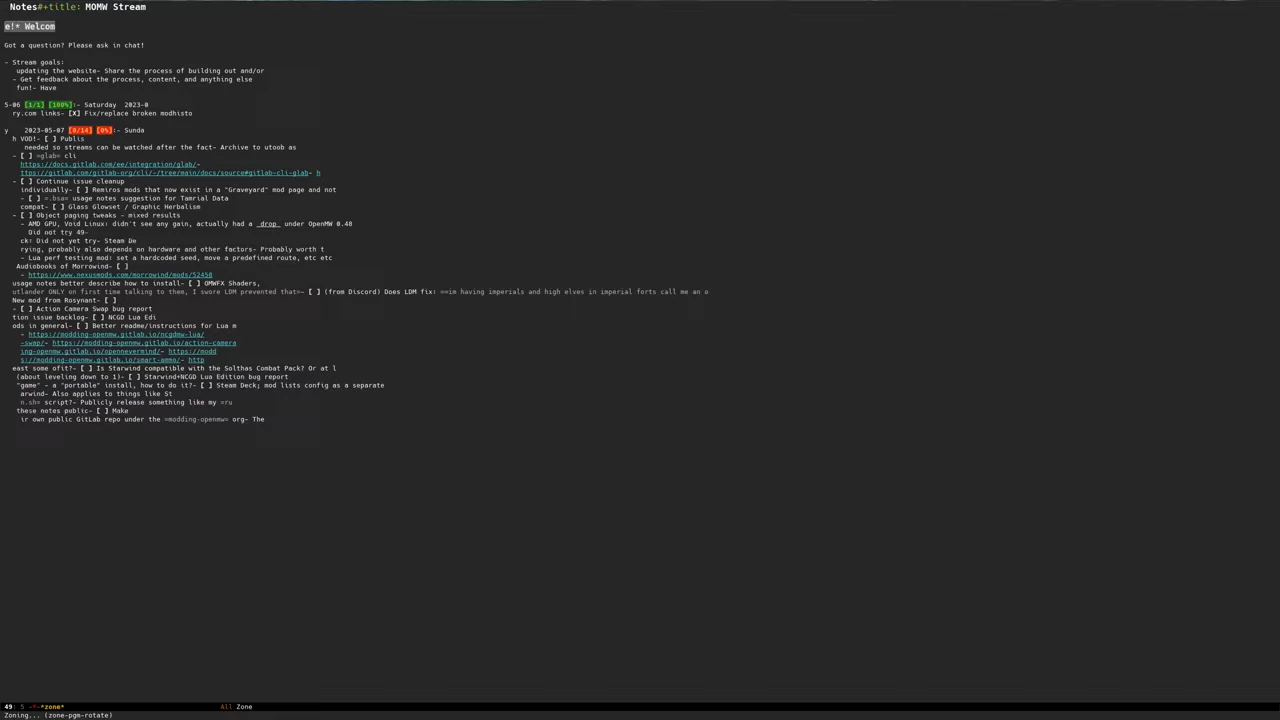 Notes#+title: MOMW Stream
e!* Welcom
Got a question? Please ask in chat!
- Stream goals:
updating the website- Share the process of building out and/or
- Get feedback about the process, content, and anything else
fun!- Have
5-06 [1/1] [100%]:- Saturday  2023-0
ry.com links- [X] Fix/replace broken modhisto
y    2023-05-07 [0/14] [0%]:- Sunda
h VOD!- [ ] Publis
needed so streams can be watched after the fact- Archive to utoob as
- [ ] =glab= cli
https://docs.gitlab.com/ee/integration/glab/-
ttps://gitlab.com/gitlab-org/cli/-/tree/main/docs/source#gitlab-cli-glab- h
- [ ] Continue issue cleanup
individually- [ ] Remiros mods that now exist in a "Graveyard" mod page and not
- [ ] =.bsa= usage notes suggestion for Tamrial Data
compat- [ ] Glass Glowset / Graphic Herbalism
- [ ] Object paging tweaks - mixed results
- AMD GPU, Void Linux: didn't see any gain, actually had a _drop_ under OpenMW 0.48
Did not try 49-
ck: Did not yet try- Steam De
rying, probably also depends on hardware and other factors- Probably worth t
- Lua perf testing mod: set a hardcoded seed, move a predefined route, etc etc
Audiobooks of Morrowind- [ ]
- https://www.nexusmods.com/morrowind/mods/52458
usage notes better describe how to install- [ ] OMWFX Shaders,
utlander ONLY on first time talking to them, I swore LDM prevented that=- [ ] (from Discord) Does LDM fix: ==im having imperials and high elves in imperial forts call me an o
New mod from Rosynant- [ ]
- [ ] Action Camera Swap bug report
tion issue backlog- [ ] NCGD Lua Edi
ods in general- [ ] Better readme/instructions for Lua m
- https://modding-openmw.gitlab.io/ncgdmw-lua/
-swap/- https://modding-openmw.gitlab.io/action-camera
ing-openmw.gitlab.io/opennevermind/- https://modd
s://modding-openmw.gitlab.io/smart-ammo/- http
east some ofit?- [ ] Is Starwind compatible with the Solthas Combat Pack? Or at l
(about leveling down to 1)- [ ] Starwind+NCGD Lua Edition bug report
"game" - a "portable" install, how to do it?- [ ] Steam Deck; mod lists config as a separate
arwind- Also applies to things like St
n.sh= script?- Publicly release something like my =ru
these notes public- [ ] Make
ir own public GitLab repo under the =modding-openmw= org- The
49: 5 -*-*zone*    All Zone
Zoning... (zone-pgm-rotate)